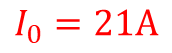 I₀ = 21A